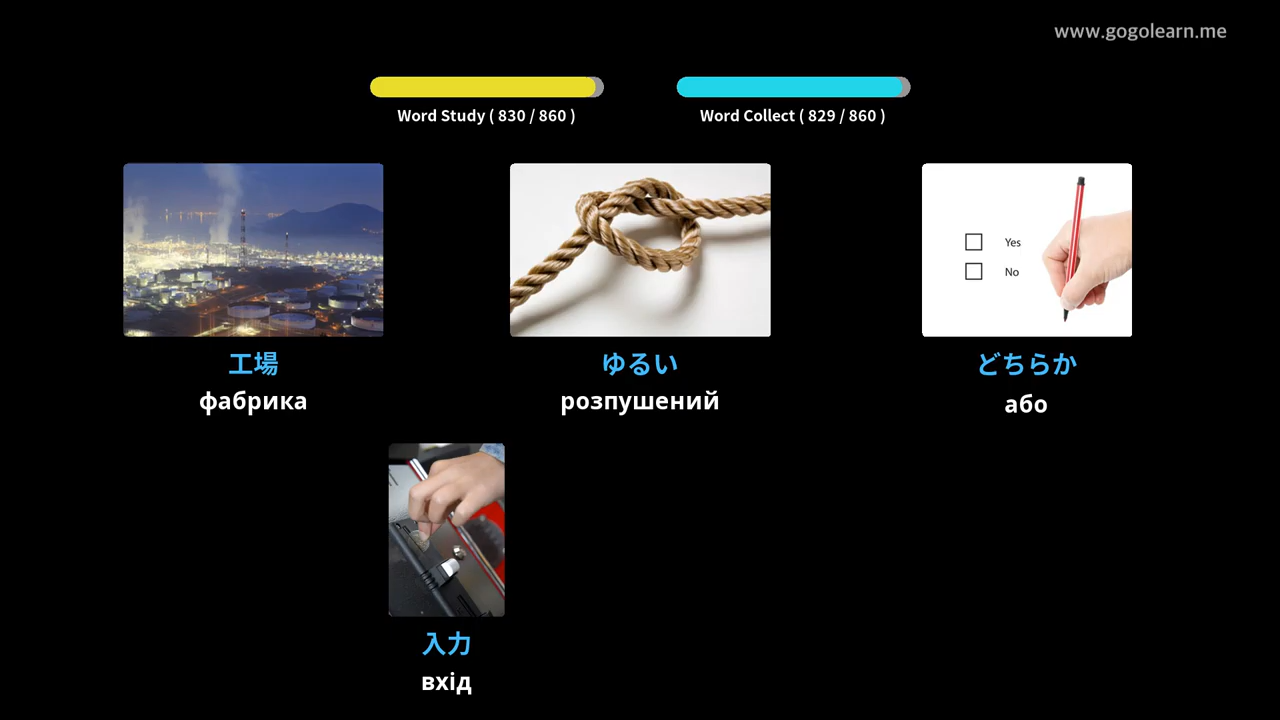 www.gogolearn.me
Word Study ( 830 / 860 )
Word Collect ( 829 / 860 )
Yes
No
工場
ゆるい
どちらか
фабрика
розпушений
або
入力
вхід